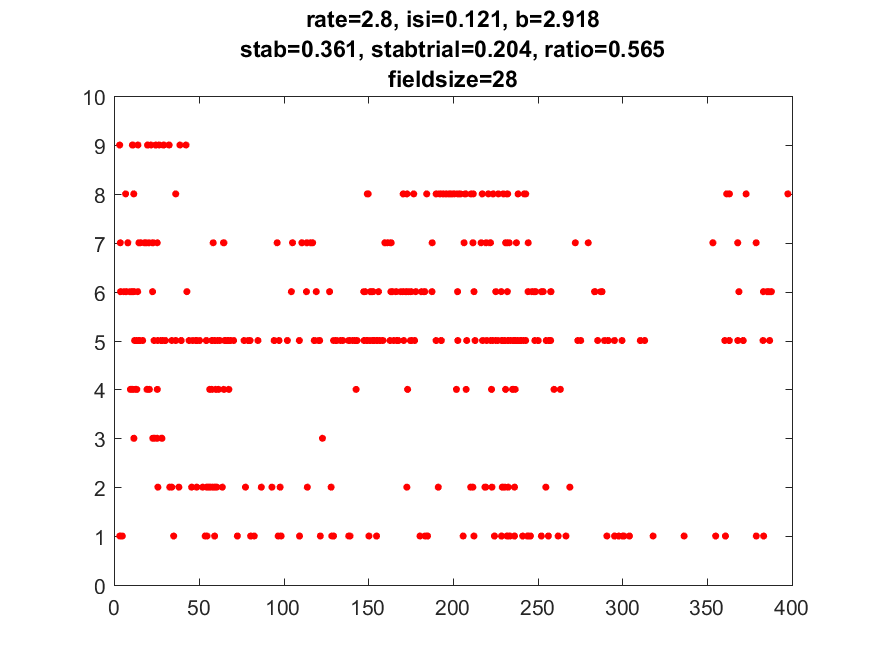 rate=2.8, isi=0.121, b=2.918
stab=0.361, stabtrial=0.204, ratio=0.565
fieldsize=28
10
9
8
7
6
5
4
3
2
1
0
0 50 100 150 200 250 300 350 400